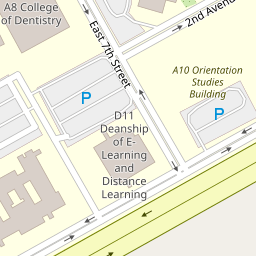 A8 College
of Dentistry
East 7th Street
2nd Avenu
A10 Orientation
Studies
Building
P
P
D11
Deanship
of E-
Learning
and
Distance
Learning